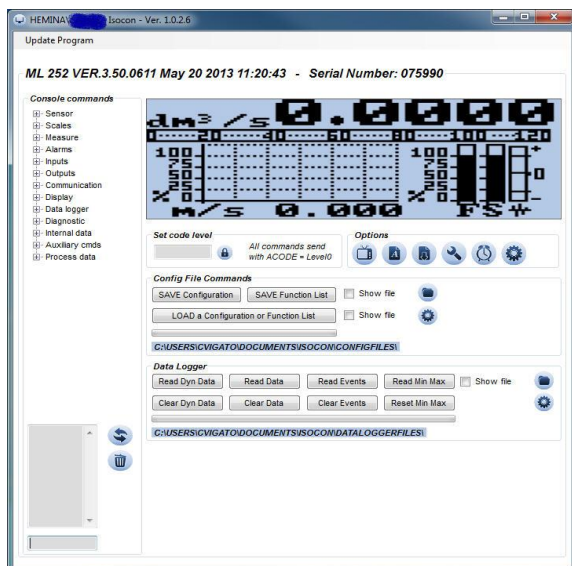 HEMINA\ Isocon - Ver. 1.0.2.6
Update Program
ML 252 VER.3.50.0611 May 20 2013 11:20:43 - Serial Number: 075990
Console commands
Sensor
Scales
Measure
Alarms
Inputs
Outputs
Communication
Display
Data logger
Diagnostic
Internal data
Auxiliary cmds
Process data
dm³/s 0.0000
0 20 40 60 80 100 120
100 100 +
75 75
50 50 0
25 25
% 0 % 0 -
m/s 0.000 F S
Set code level
All commands send
with ACODE = Level0
Options
Config File Commands
SAVE Configuration SAVE Function List Show file
LOAD a Configuration or Function List Show file
C:\USERS\CVIGATO\DOCUMENTS\ISOCON\CONFIGFILES\
Data Logger
Read Dyn Data Read Data Read Events Read Min Max Show file
Clear Dyn Data Clear Data Clear Events Reset Min Max
C:\USERS\CVIGATO\DOCUMENTS\ISOCON\DATALOGGERFILES\